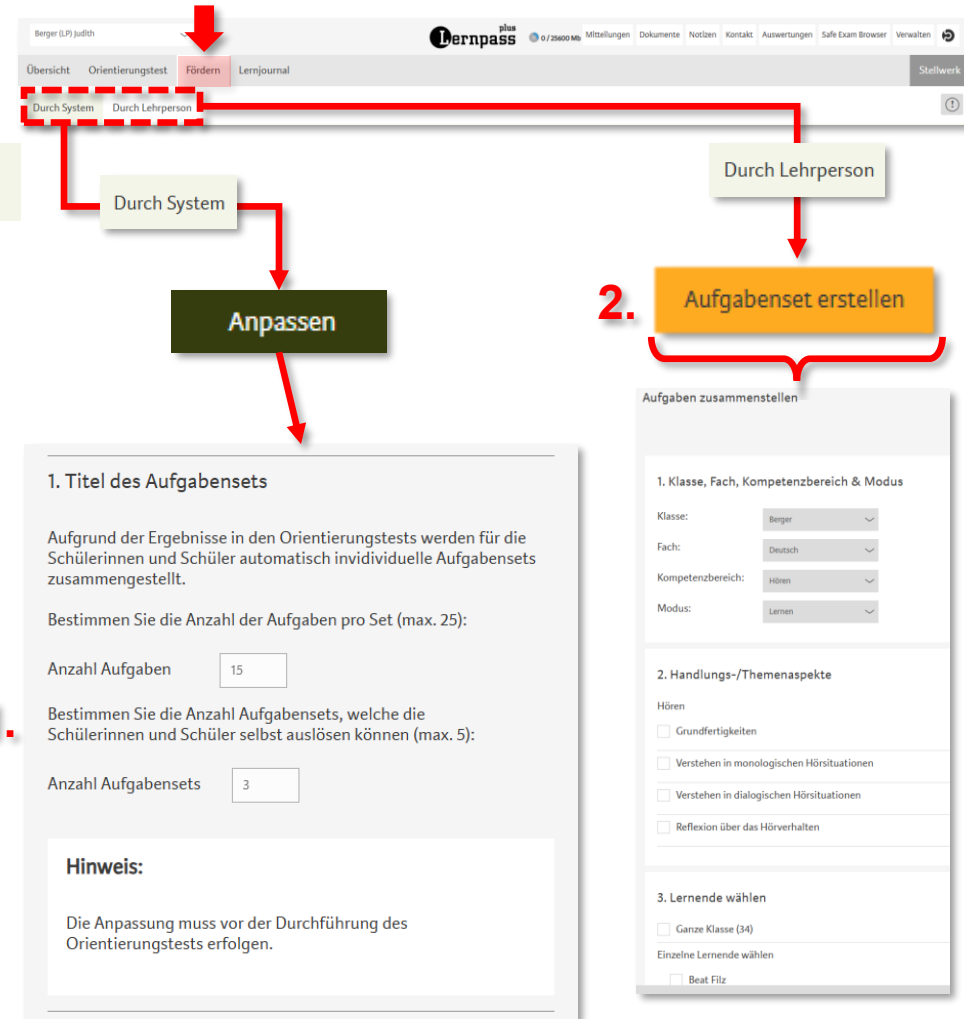 Berger (LP) Judith
Lernpass plus
0 / 25600 Mb Mitteilungen Dokumente Notizen Kontakt Auswertungen Safe Exam Browser Verwalten
Übersicht Orientierungstest Fördern Lernjournal Stellwerk
Durch System Durch Lehrperson
Durch Lehrperson
Durch System
2. Aufgabenset erstellen
Anpassen
1. Titel des Aufgabensets
Aufgrund der Ergebnisse in den Orientierungstests werden für die
Schülerinnen und Schüler automatisch invidividuelle Aufgabensets
zusammengestellt.
Bestimmen Sie die Anzahl der Aufgaben pro Set (max. 25):
Anzahl Aufgaben 15
Bestimmen Sie die Anzahl Aufgabensets, welche die
Schülerinnen und Schüler selbst auslösen können (max. 5):
Anzahl Aufgabensets 3
Hinweis:
Die Anpassung muss vor der Durchführung des
Orientierungstests erfolgen.
Aufgaben zusammenstellen
1. Klasse, Fach, Kompetenzbereich & Modus
Klasse: Berger
Fach: Deutsch
Kompetenzbereich: Hören
Modus: Lernen
2. Handlungs-/Themenaspekte
Hören
Grundfertigkeiten
Verstehen in monologischen Hörsituationen
Verstehen in dialogischen Hörsituationen
Reflexion über das Hörverhalten
3. Lernende wählen
Ganze Klasse (34)
Einzelne Lernende wählen
Beat Filz